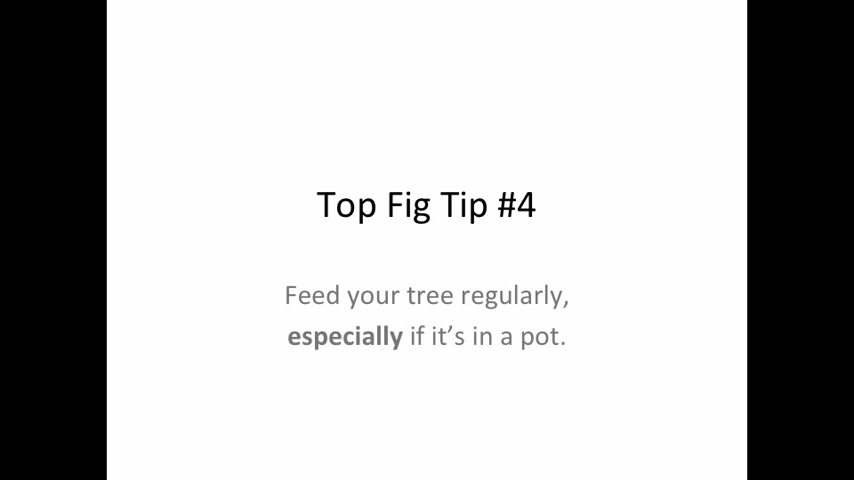 Top Fig Tip #4
Feed your tree regularly,
especially if it’s in a pot.